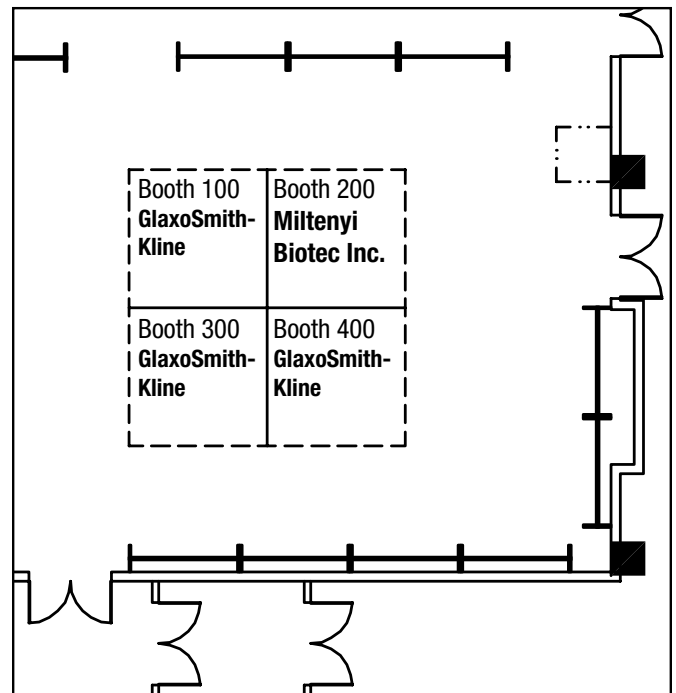 Booth 100
GlaxoSmith-
Kline
Booth 200
Miltenyi
Biotec Inc.
Booth 300
GlaxoSmith-
Kline
Booth 400
GlaxoSmith-
Kline